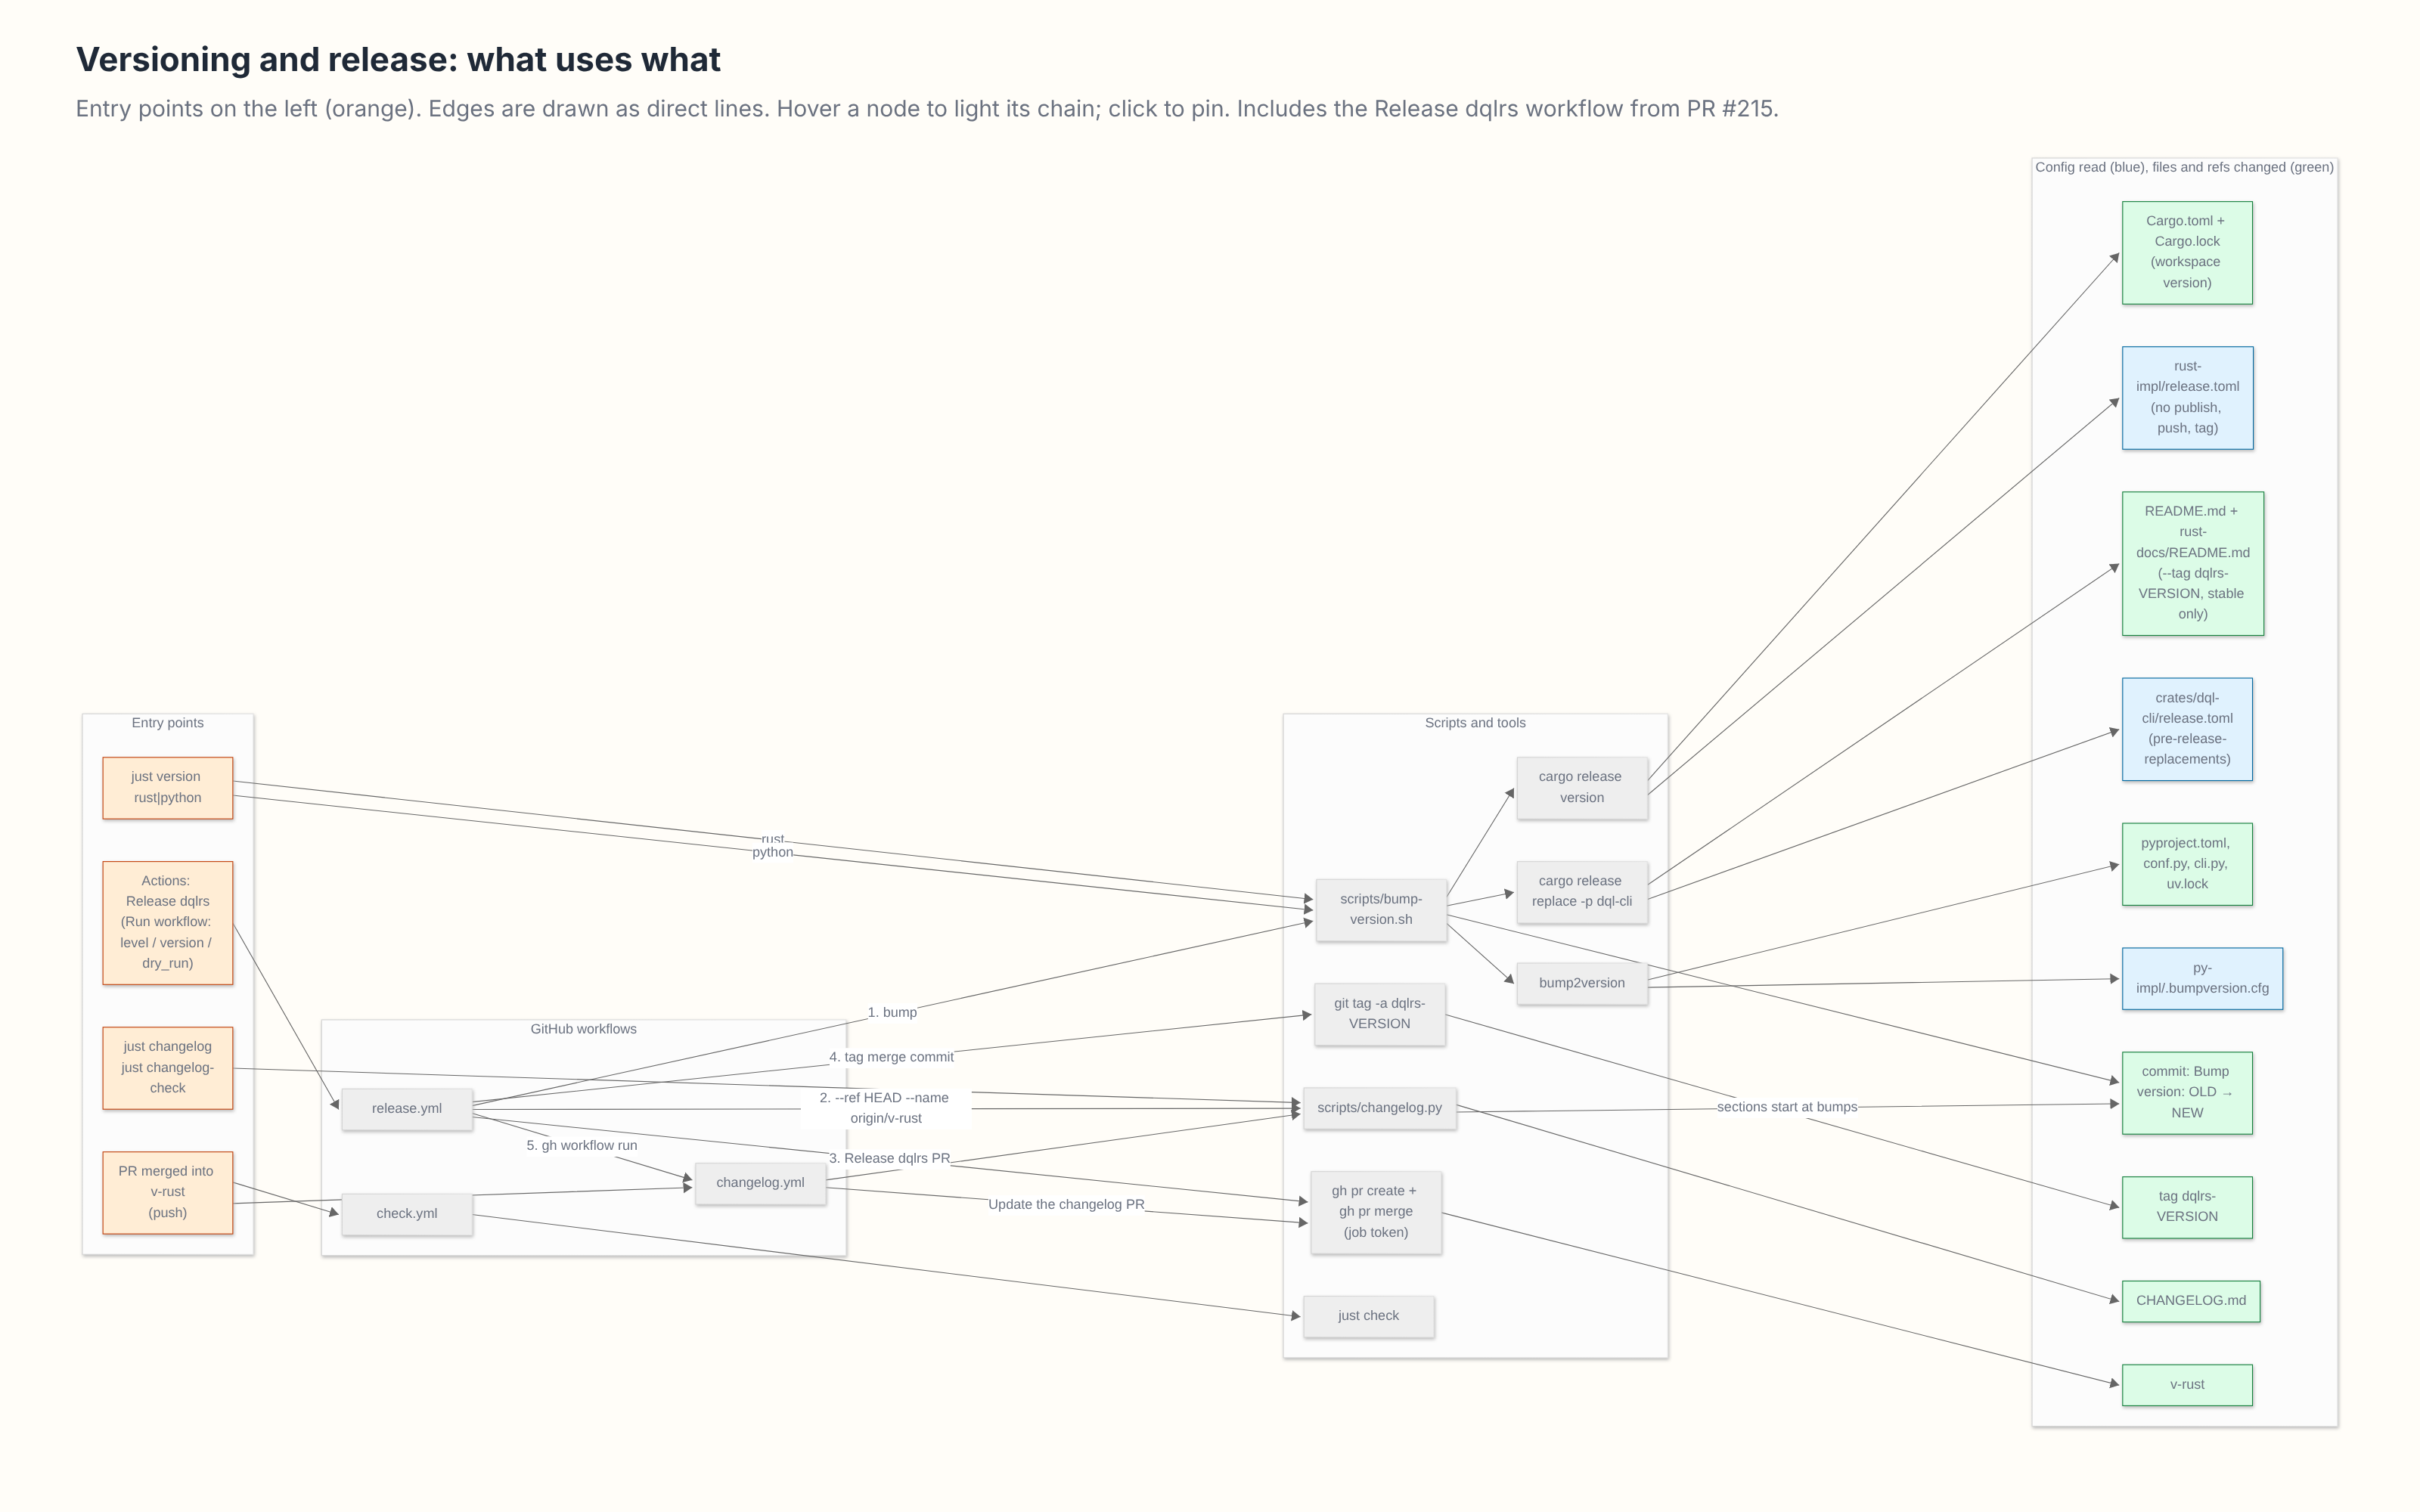 Versioning and release: what uses what
Entry points on the left (orange). Edges are drawn as direct lines. Hover a node to light its chain; click to pin. Includes the Release dqlrs workflow from PR #215.
Entry points
just version
rust|python
Actions:
Release dqlrs
(Run workflow:
level / version /
dry_run)
just changelog
just changelog-
check
PR merged into
v-rust
(push)
GitHub workflows
release.yml
check.yml
changelog.yml
rust
python
1. bump
4. tag merge commit
2. --ref HEAD --name
origin/v-rust
5. gh workflow run
3. Release dqlrs PR
Update the changelog PR
Scripts and tools
scripts/bump-
version.sh
cargo release
version
cargo release
replace -p dql-cli
bump2version
git tag -a dqlrs-
VERSION
scripts/changelog.py
gh pr create +
gh pr merge
(job token)
just check
sections start at bumps
Config read (blue), files and refs changed (green)
Cargo.toml +
Cargo.lock
(workspace
version)
rust-
impl/release.toml
(no publish,
push, tag)
README.md +
rust-
docs/README.md
(--tag dqlrs-
VERSION, stable
only)
crates/dql-
cli/release.toml
(pre-release-
replacements)
pyproject.toml,
conf.py, cli.py,
uv.lock
py-
impl/.bumpversion.cfg
commit: Bump
version: OLD →
NEW
tag dqlrs-
VERSION
CHANGELOG.md
v-rust